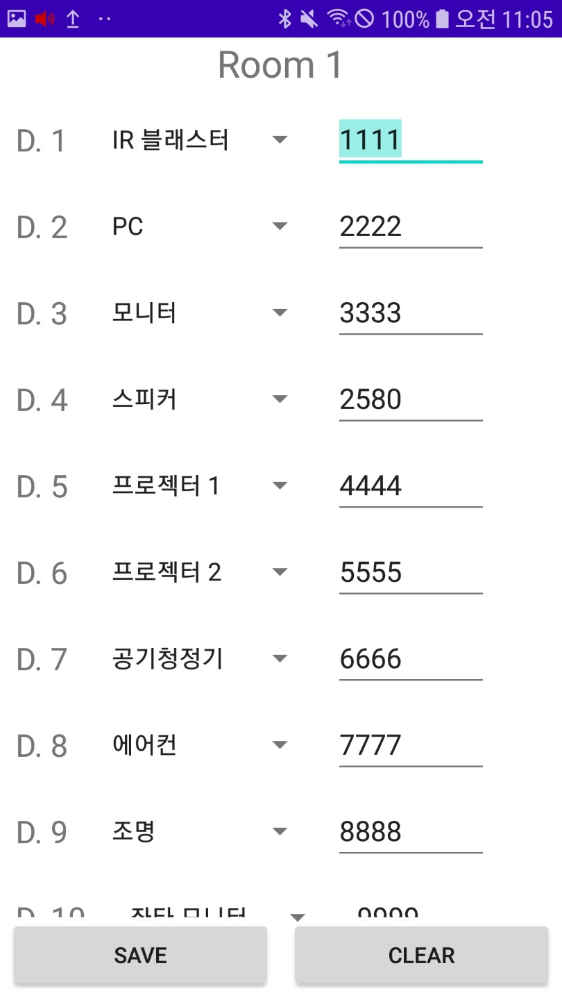 100% 오전 11:05
Room 1
D. 1 IR 블래스터 1111
D. 2 PC 2222
D. 3 모니터 3333
D. 4 스피커 2580
D. 5 프로젝터 1 4444
D. 6 프로젝터 2 5555
D. 7 공기청정기 6666
D. 8 에어컨 7777
D. 9 조명 8888
D. 10 모니터 9999
SAVE CLEAR